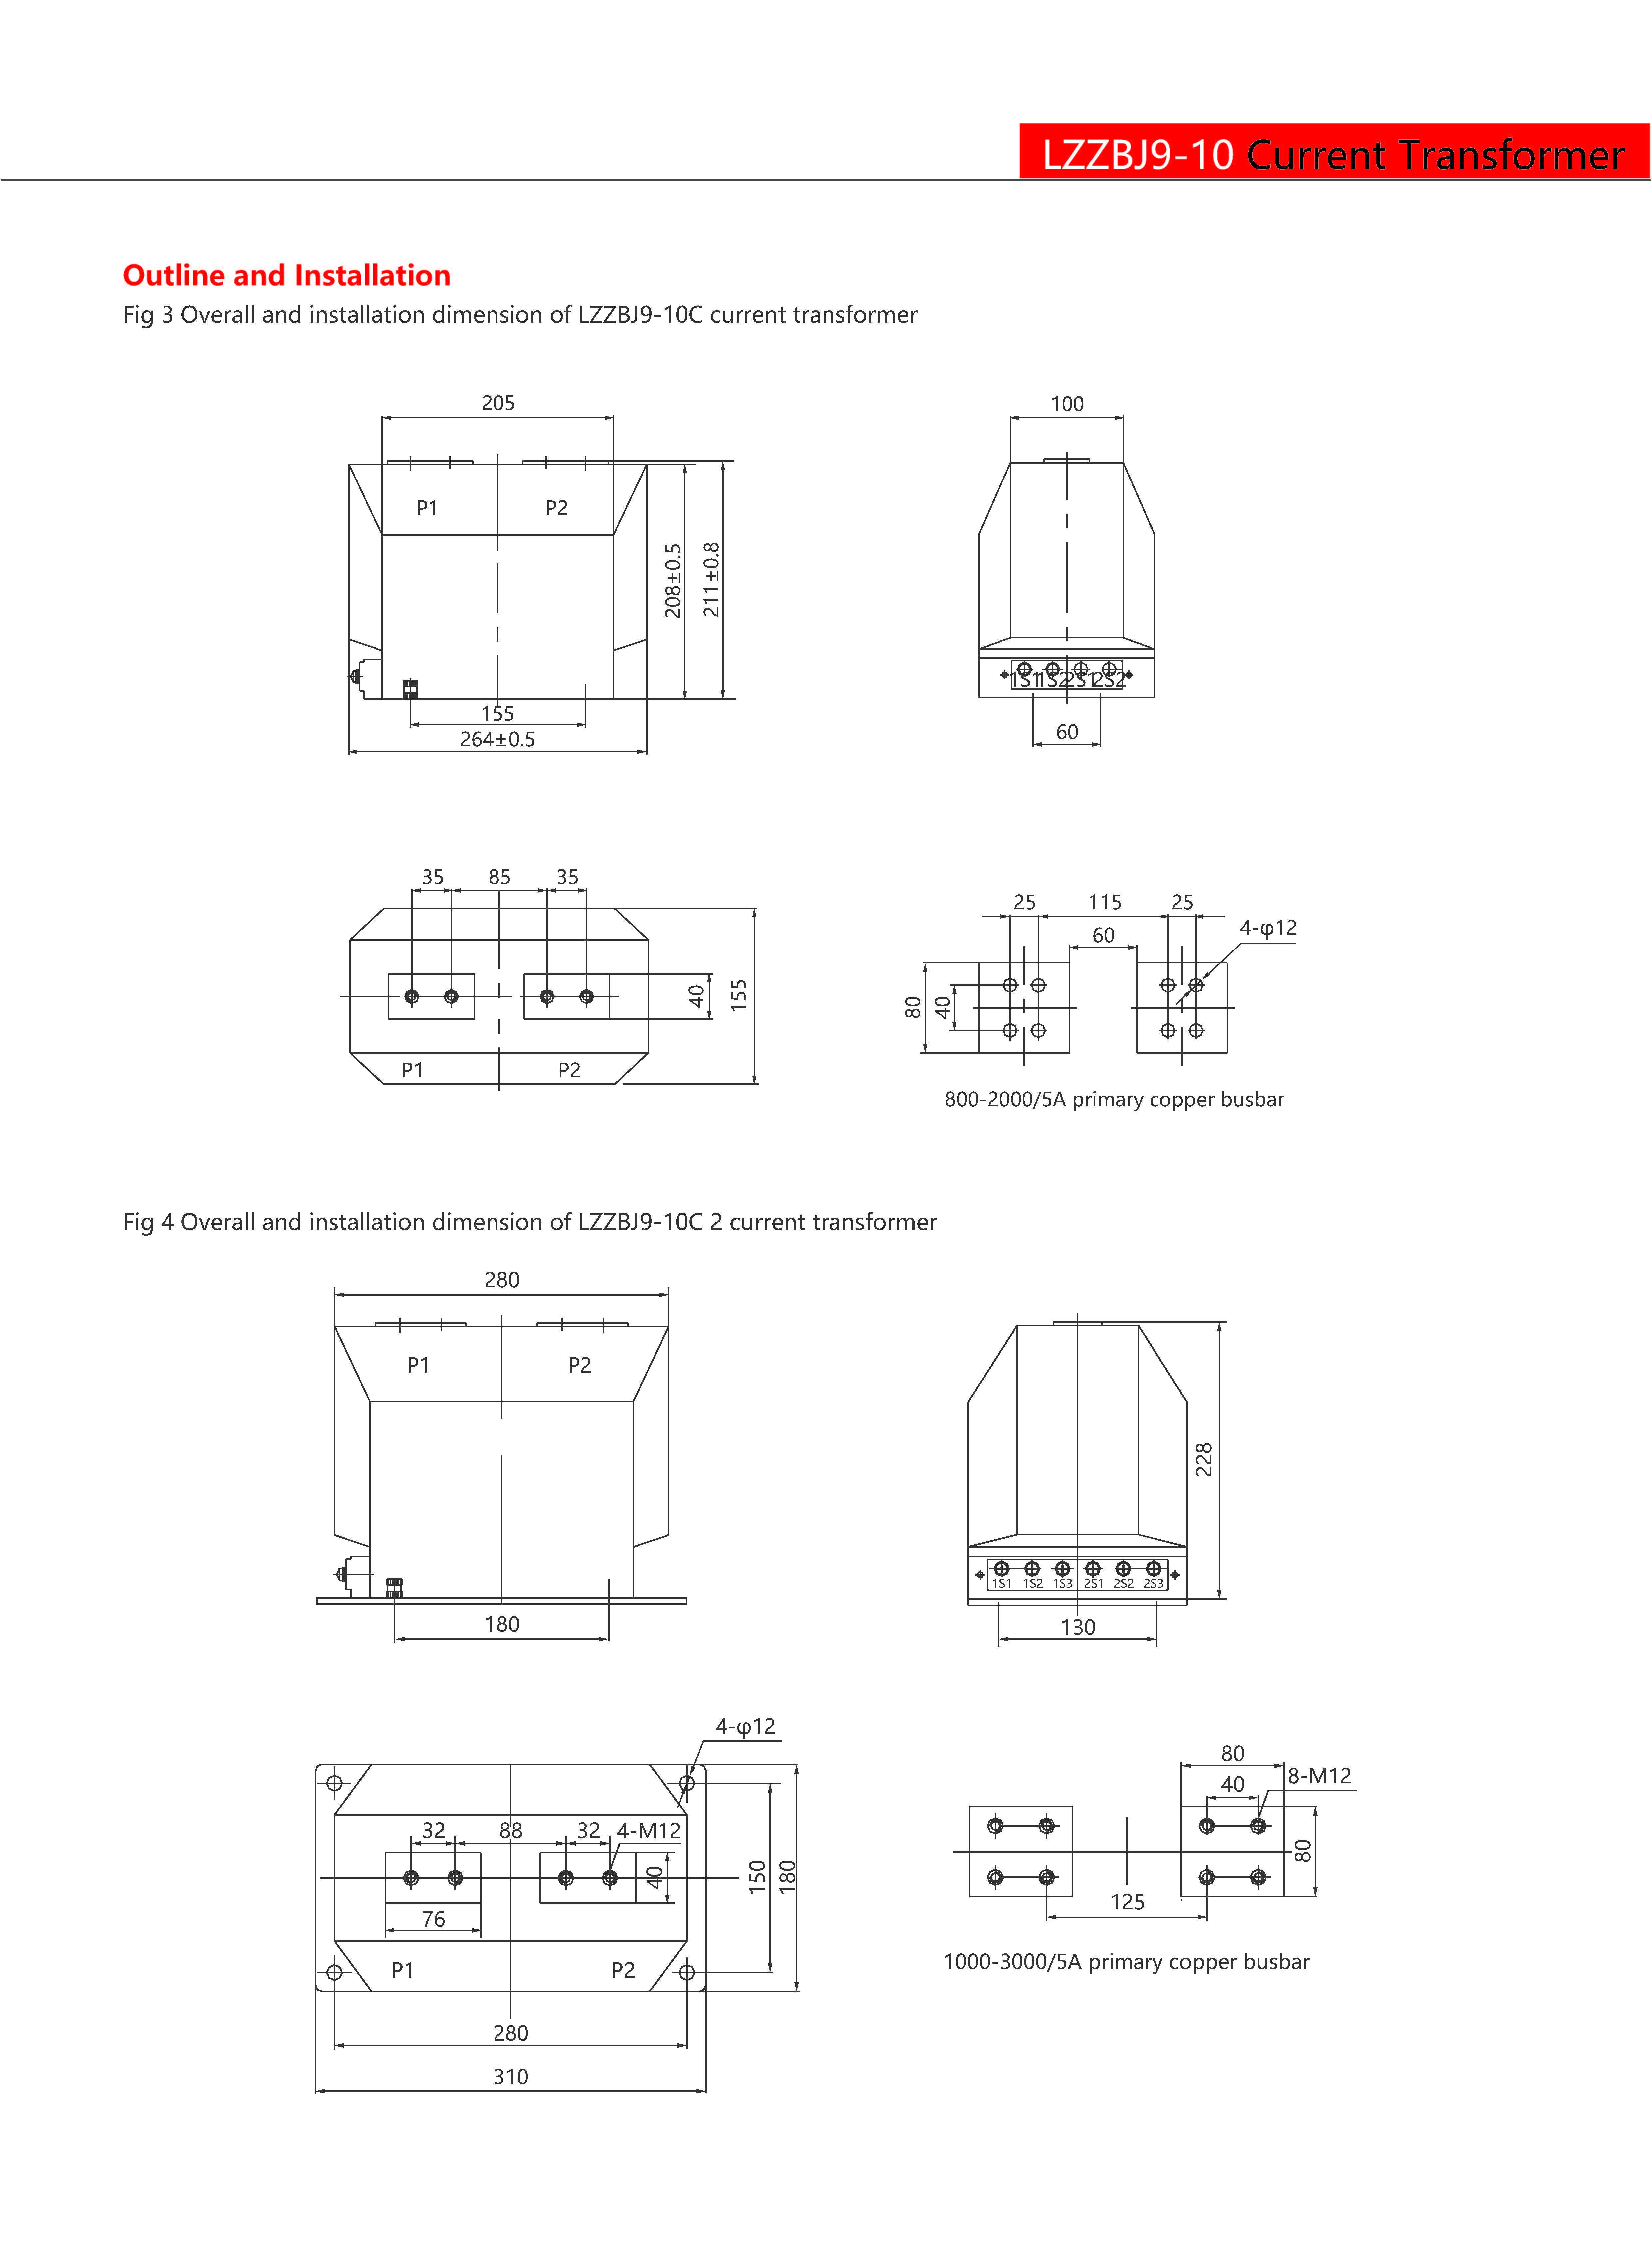 LZZBJ9-10 Current Transformer
Outline and Installation
Fig 3 Overall and installation dimension of LZZBJ9-10C current transformer
205
100
P1
P2
208±0.5
211±0.8
1S1
1S2
2S1
2S2
155
264±0.5
60
35
85
35
40
155
P1
P2
25
115
25
60
4-φ12
80
40
800-2000/5A primary copper busbar
Fig 4 Overall and installation dimension of LZZBJ9-10C 2 current transformer
280
P1
P2
228
1S1 1S2 1S3 2S1 2S2 2S3
180
130
4-φ12
32
88
32
4-M12
40
76
150
180
P1
P2
280
310
80
40
8-M12
80
125
1000-3000/5A primary copper busbar